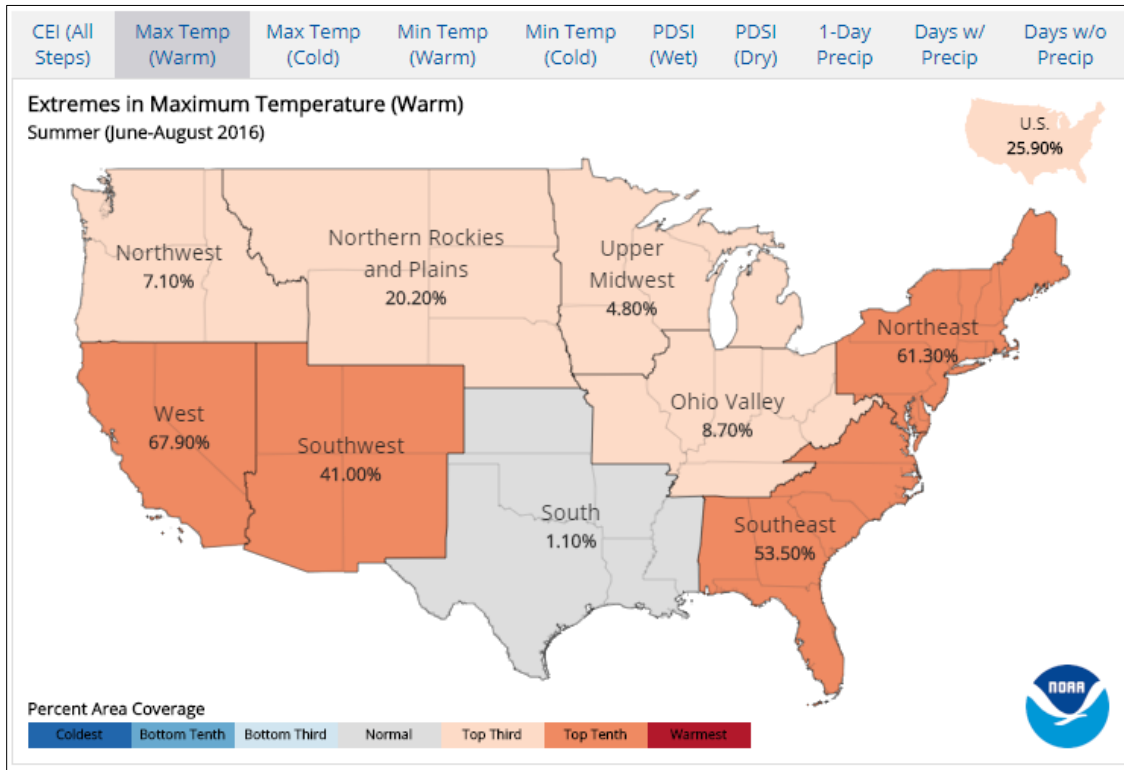 CEI (All Steps)
Max Temp (Warm)
Max Temp (Cold)
Min Temp (Warm)
Min Temp (Cold)
PDSI (Wet)
PDSI (Dry)
1-Day Precip
Days w/ Precip
Days w/o Precip
Extremes in Maximum Temperature (Warm)
Summer (June-August 2016)
U.S.
25.90%
Northwest
7.10%
Northern Rockies
and Plains
20.20%
Upper
Midwest
4.80%
Northeast
61.30%
West
67.90%
Southwest
41.00%
Ohio Valley
8.70%
South
1.10%
Southeast
53.50%
Percent Area Coverage
Coldest
Bottom Tenth
Bottom Third
Normal
Top Third
Top Tenth
Warmest
NOAA